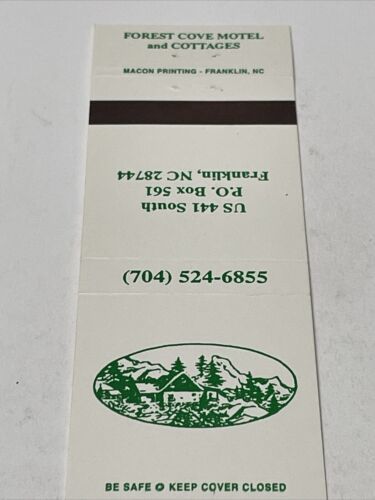 FOREST COVE MOTEL
and COTTAGES
MACON PRINTING - FRANKLIN, NC
US 441 South
P.O. Box 561
Franklin, NC 28744
(704) 524-6855
BE SAFE KEEP COVER CLOSED